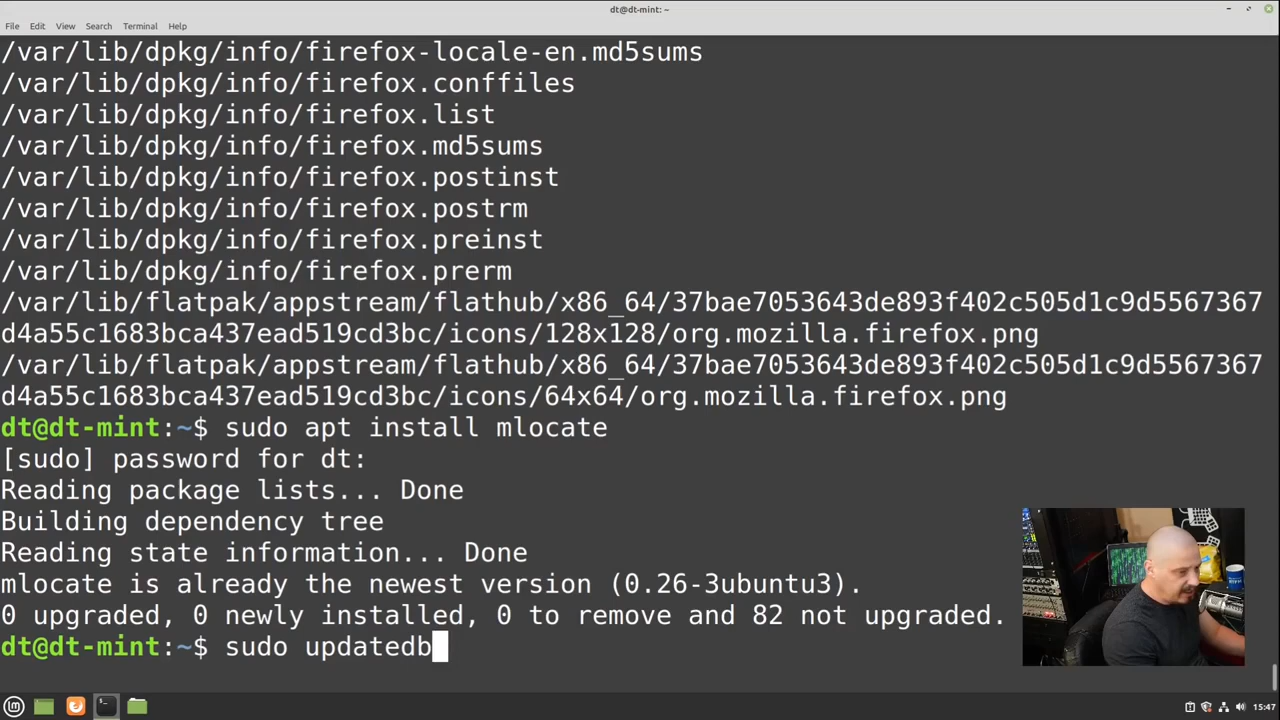 dt@dt-mint: ~
File Edit View Search Terminal Help
/var/lib/dpkg/info/firefox-locale-en.md5sums
/var/lib/dpkg/info/firefox.conffiles
/var/lib/dpkg/info/firefox.list
/var/lib/dpkg/info/firefox.md5sums
/var/lib/dpkg/info/firefox.postinst
/var/lib/dpkg/info/firefox.postrm
/var/lib/dpkg/info/firefox.preinst
/var/lib/dpkg/info/firefox.prerm
/var/lib/flatpak/appstream/flathub/x86_64/37bae7053643de893f402c505d1c9d5567367
d4a55c1683bca437ead519cd3bc/icons/128x128/org.mozilla.firefox.png
/var/lib/flatpak/appstream/flathub/x86_64/37bae7053643de893f402c505d1c9d5567367
d4a55c1683bca437ead519cd3bc/icons/64x64/org.mozilla.firefox.png
dt@dt-mint:~$ sudo apt install mlocate
[sudo] password for dt:
Reading package lists... Done
Building dependency tree
Reading state information... Done
mlocate is already the newest version (0.26-3ubuntu3).
0 upgraded, 0 newly installed, 0 to remove and 82 not upgraded.
dt@dt-mint:~$ sudo updatedb
15:47